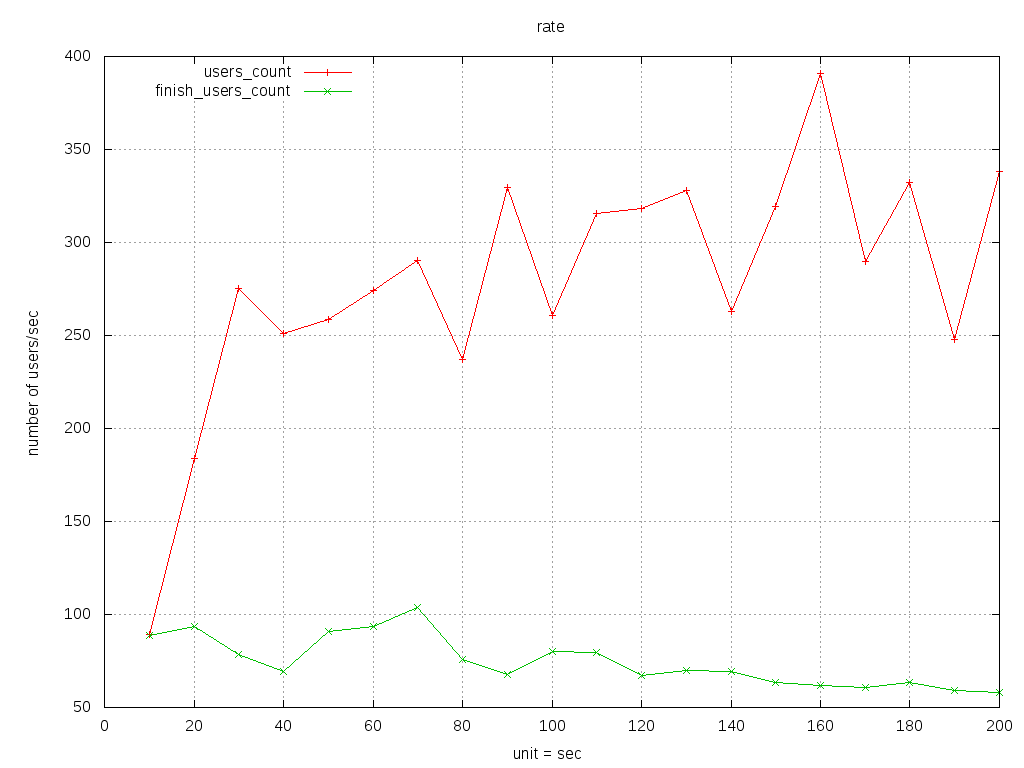 rate
400
350
300
250
200
150
100
50
users_count
finish_users_count
number of users/sec
0 20 40 60 80 100 120 140 160 180 200
unit = sec